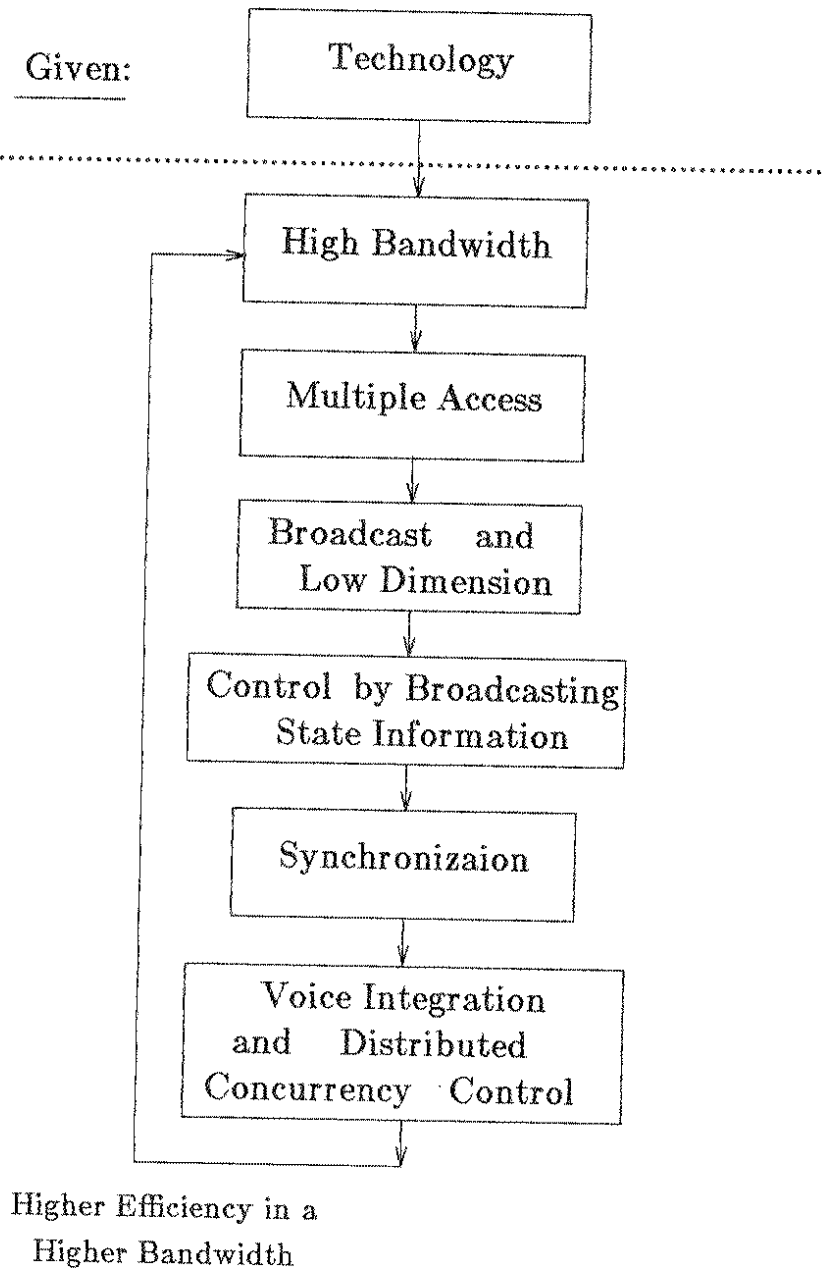 Given:
Technology
High Bandwidth
Multiple Access
Broadcast and
Low Dimension
Control by Broadcasting
State Information
Synchronizaion
Voice Integration
and Distributed
Concurrency Control
Higher Efficiency in a
Higher Bandwidth